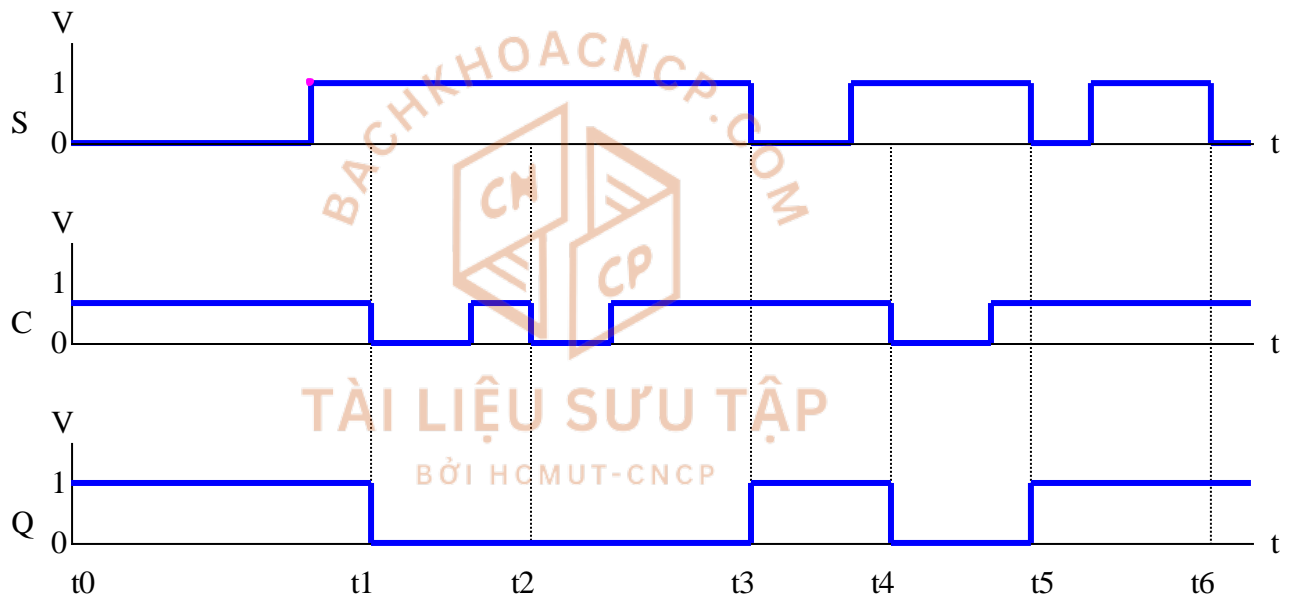 V
1
S
0
t
BACHKHOACNCP.COM
CN
CP
V
1
C
0
t
TÀI LIỆU SƯU TẬP
BỞI HCMUT-CNCP
V
1
Q
0
t
t0 t1 t2 t3 t4 t5 t6